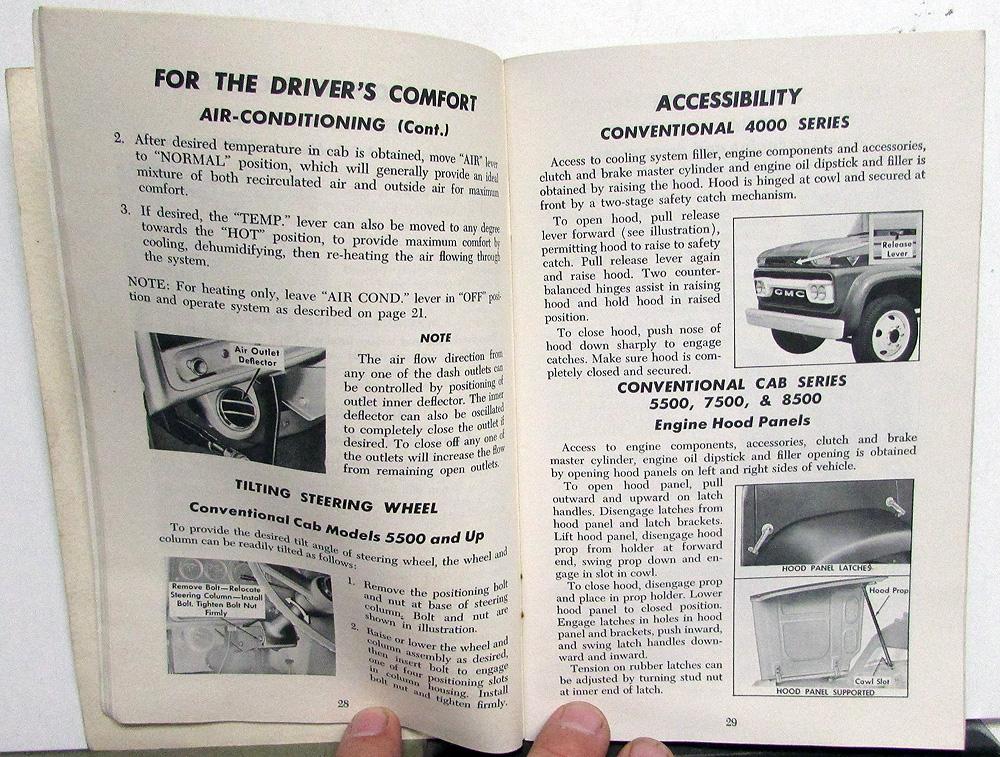 FOR THE DRIVER'S COMFORT
AIR-CONDITIONING (Cont.)
2. After desired temperature in cab is obtained, move "AIR" lever
to "NORMAL" position, which will generally provide an ideal
mixture of both recirculated air and outside air for maximum
comfort.
3. If desired, the "TEMP." lever can also be moved to any degree
towards the "HOT" position, to provide maximum comfort by
cooling, dehumidifying, then re-heating the air flowing through
the system.
NOTE: For heating only, leave "AIR COND." lever in "OFF" posi-
tion and operate system as described on page 21.
Air Outlet
Deflector
NOTE
The air flow direction from
any one of the dash outlets can
be controlled by positioning of
outlet inner deflector. The inner
deflector can also be oscillated
to completely close the outlet if
desired. To close off any one of
the outlets will increase the flow
from remaining open outlets.
TILTING STEERING WHEEL
Conventional Cab Models 5500 and Up
To provide the desired tilt angle of steering wheel, the wheel and
column can be readily tilted as follows:
Remove Bolt—Relocate
Steering Column—Install
Bolt. Tighten Bolt Nut
Firmly
1. Remove the positioning bolt
and nut at base of steering
column. Bolt and nut are
shown in illustration.
2. Raise or lower the wheel and
column assembly as desired,
then insert bolt to engage
one of four positioning slots
in column housing. Install
bolt nut and tighten firmly.
28
ACCESSIBILITY
CONVENTIONAL 4000 SERIES
Access to cooling system filler, engine components and accessories,
clutch and brake master cylinder and engine oil dipstick and filler is
obtained by raising the hood. Hood is hinged at cowl and secured at
front by a two-stage safety catch mechanism.
To open hood, pull release
lever forward (see illustration),
permitting hood to raise to safety
catch. Pull release lever again
and raise hood. Two counter-
balanced hinges assist in raising
hood and hold hood in raised
position.
To close hood, push nose of
hood down sharply to engage
catches. Make sure hood is com-
pletely closed and secured.
Release
Lever
GMC
CONVENTIONAL CAB SERIES
5500, 7500, & 8500
Engine Hood Panels
Access to engine components, accessories, clutch and brake
master cylinder, engine oil dipstick and filler opening is obtained
by opening hood panels on left and right sides of vehicle.
To open hood panel, pull
outward and upward on latch
handles. Disengage latches from
hood panel and latch brackets.
Lift hood panel, disengage hood
prop from holder at forward
end, swing prop down and en-
gage in slot in cowl.
To close hood, disengage prop
and place in prop holder. Lower
hood panel to closed position.
Engage latches in holes in hood
panel and brackets, push inward,
and swing latch handles down-
ward and inward.
Tension on rubber latches can
be adjusted by turning stud nut
at inner end of latch.
HOOD PANEL LATCHES
Hood Prop
Cowl Slot
HOOD PANEL SUPPORTED
29